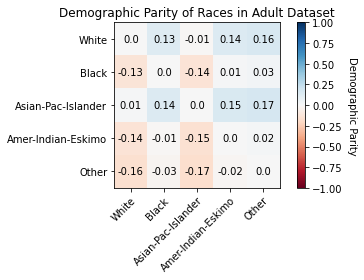 Demographic Parity of Races in Adult Dataset
White 0.0 0.13 -0.01 0.14 0.16
Black -0.13 0.0 -0.14 0.01 0.03
Asian-Pac-Islander 0.01 0.14 0.0 0.15 0.17
Amer-Indian-Eskimo -0.14 -0.01 -0.15 0.0 0.02
Other -0.16 -0.03 -0.17 -0.02 0.0
White
Black
Asian-Pac-Islander
Amer-Indian-Eskimo
Other
1.00
0.75
0.50
0.25
0.00
−0.25
−0.50
−0.75
−1.00
Demographic Parity